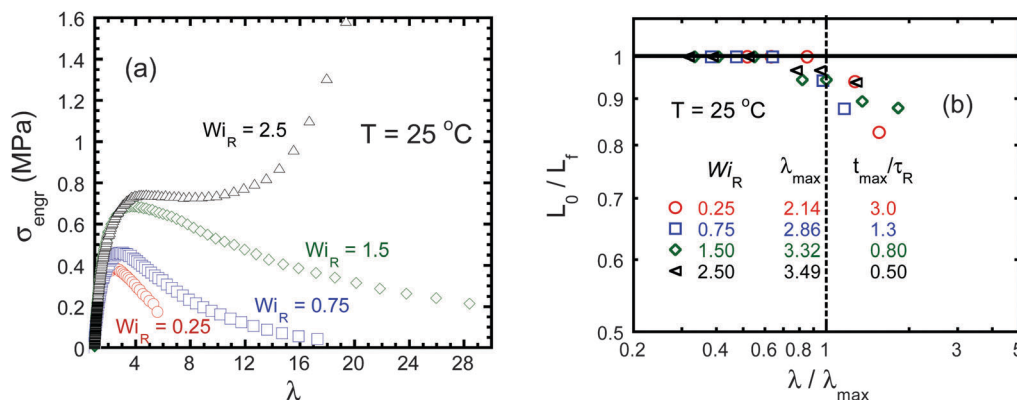 (a)
Wi_R = 2.5
T = 25 °C
Wi_R = 1.5
Wi_R = 0.75
Wi_R = 0.25
σ_engr (MPa)
1.6
1.4
1.2
1
0.8
0.6
0.4
0.2
0
4 8 12 16 20 24 28
λ
(b)
T = 25 °C
L_0 / L_f
1
0.9
0.8
0.7
0.6
0.5
Wi_R λ_max t_max/τ_R
0.25 2.14 3.0
0.75 2.86 1.3
1.50 3.32 0.80
2.50 3.49 0.50
0.2 0.4 0.6 0.8 1 3 5
λ / λ_max